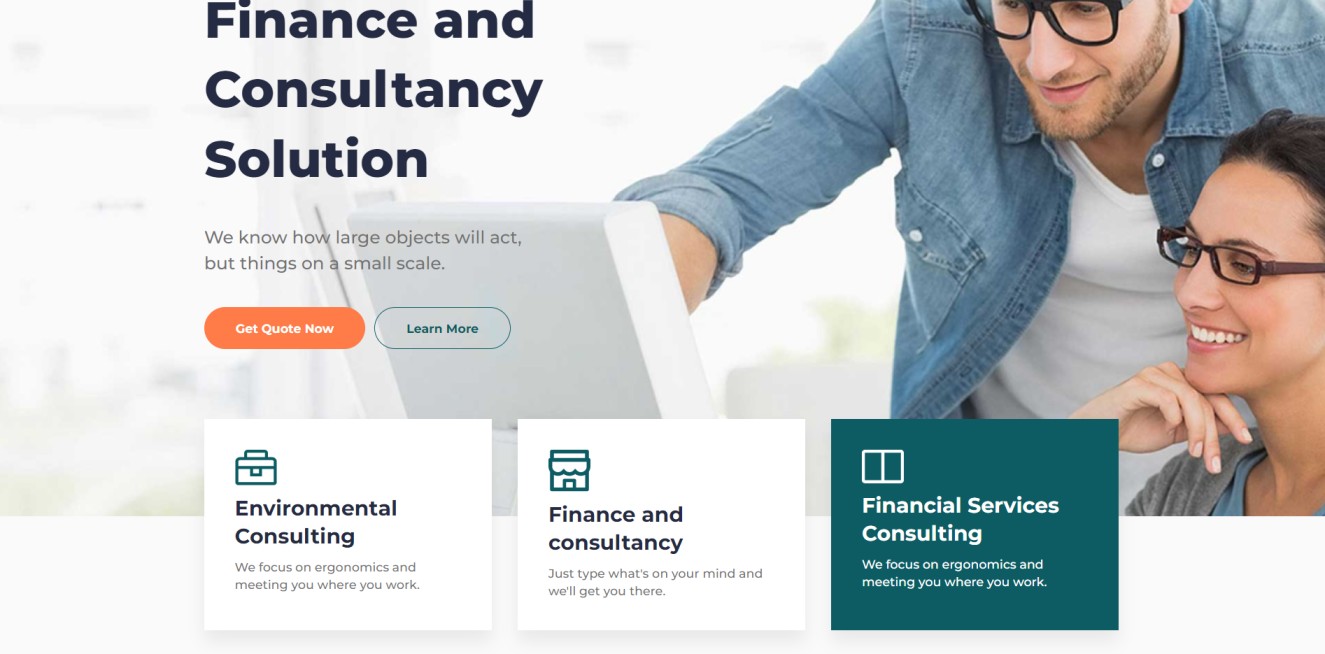 Finance and
Consultancy
Solution
We know how large objects will act,
but things on a small scale.
Get Quote Now
Learn More
Environmental
Consulting
We focus on ergonomics and
meeting you where you work.
Finance and
consultancy
Just type what's on your mind and
we'll get you there.
Financial Services
Consulting
We focus on ergonomics and
meeting you where you work.